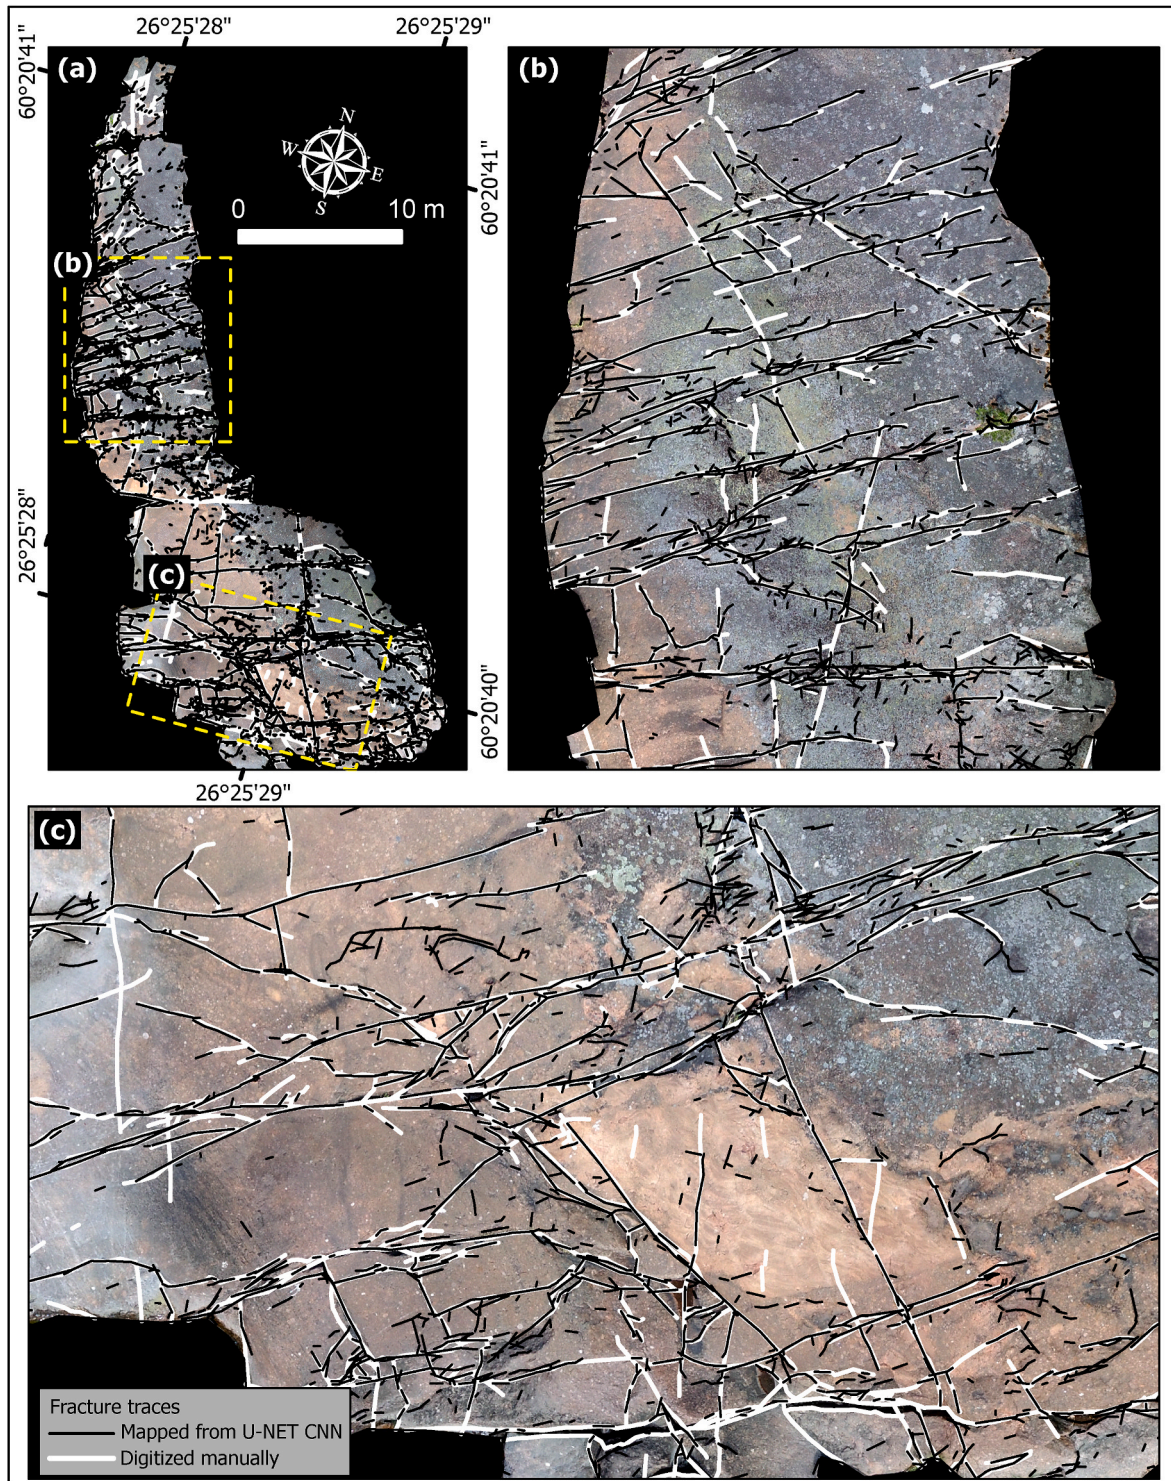 26°25'28" 26°25'29"
60°20'41"
(a)
N
W
E
S
0 10 m
60°20'41"
(b)
(b)
26°25'28"
(c)
60°20'40"
26°25'29"
(c)
Fracture traces
Mapped from U-NET CNN
Digitized manually